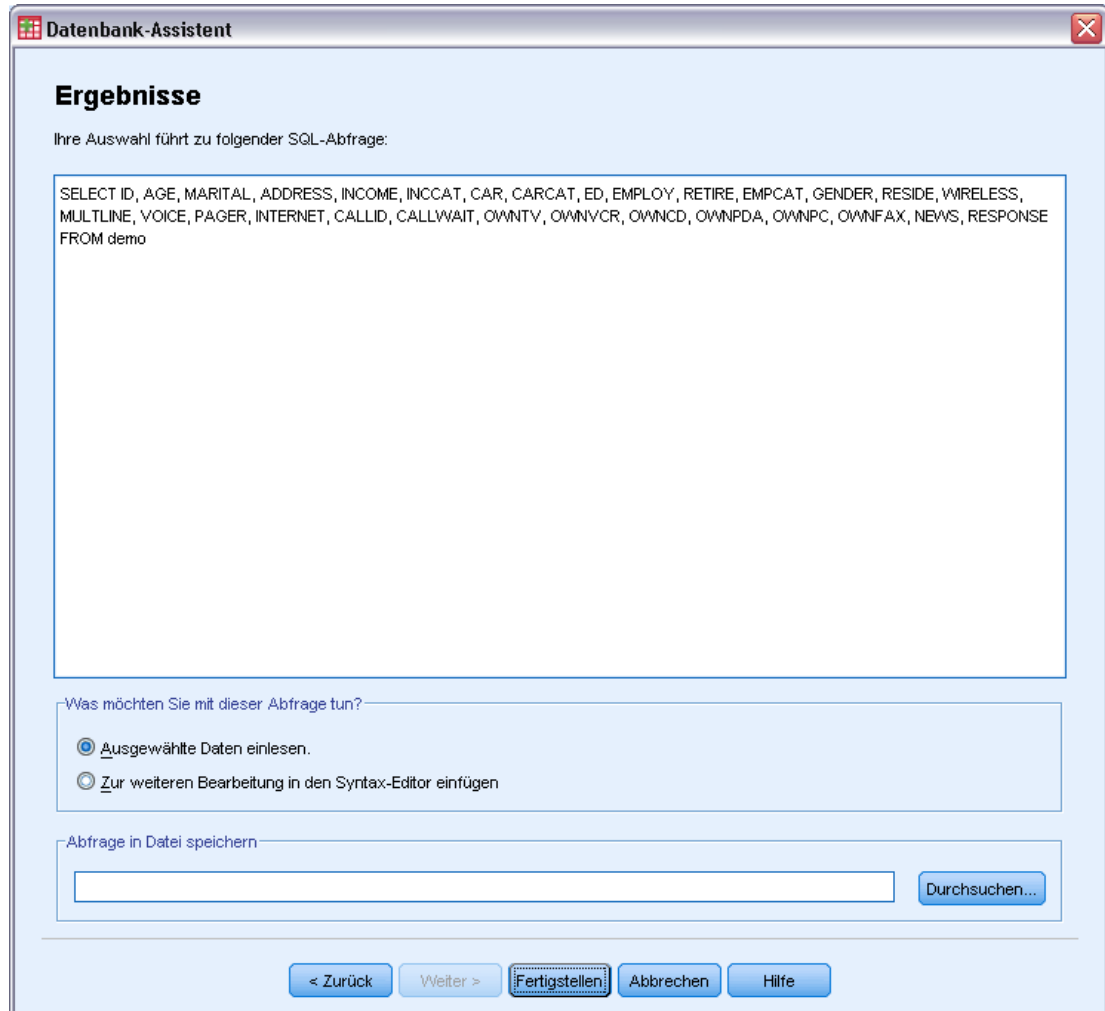 Datenbank-Assistent
Ergebnisse
Ihre Auswahl führt zu folgender SQL-Abfrage:
SELECT ID, AGE, MARITAL, ADDRESS, INCOME, INCCAT, CAR, CARCAT, ED, EMPLOY, RETIRE, EMPCAT, GENDER, RESIDE, WIRELESS,
MULTLINE, VOICE, PAGER, INTERNET, CALLID, CALLWAIT, OWNTV, OWNVCR, OWNCD, OWNPDA, OWNPC, OWNFAX, NEWS, RESPONSE
FROM demo
Was möchten Sie mit dieser Abfrage tun?
Ausgewählte Daten einlesen.
Zur weiteren Bearbeitung in den Syntax-Editor einfügen
Abfrage in Datei speichern
Durchsuchen...
< Zurück
Weiter >
Fertigstellen
Abbrechen
Hilfe